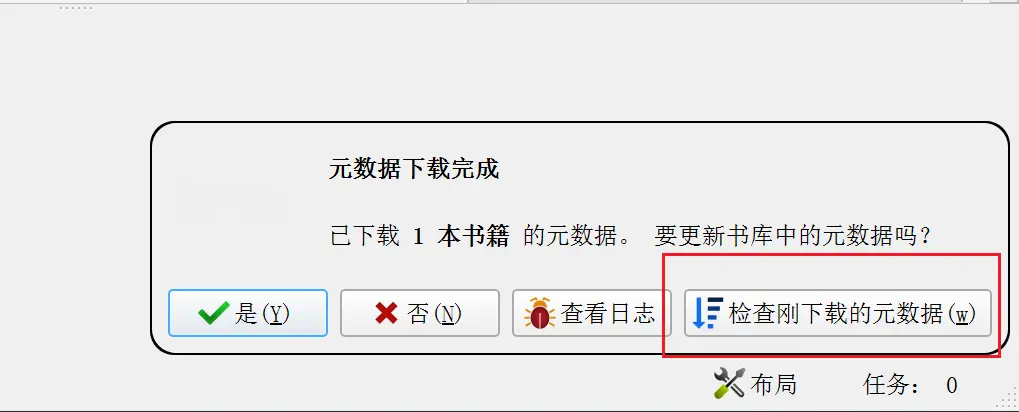 元数据下载完成
已下载 1 本书籍 的元数据。 要更新书库中的元数据吗?
是(Y) 否(N) 查看日志 检查刚下载的元数据(w)
布局 任务: 0